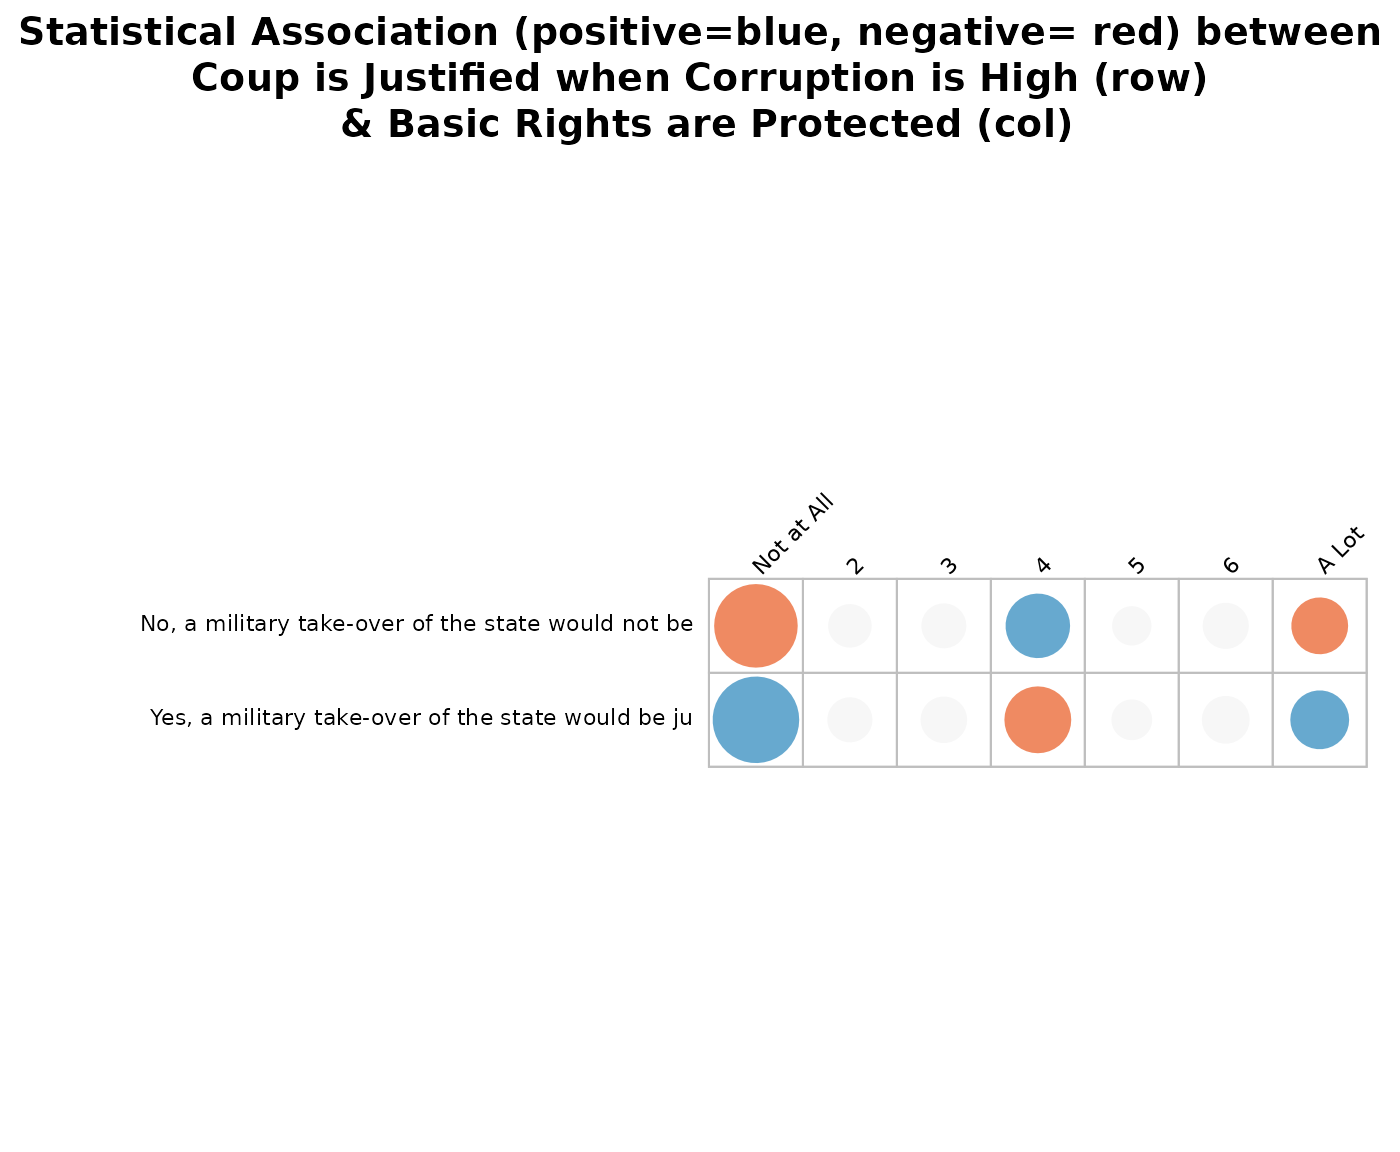 Statistical Association (positive=blue, negative= red) between
Coup is Justified when Corruption is High (row)
& Basic Rights are Protected (col)
Not at All
2
3
4
5
6
A Lot
No, a military take-over of the state would not be
Yes, a military take-over of the state would be ju